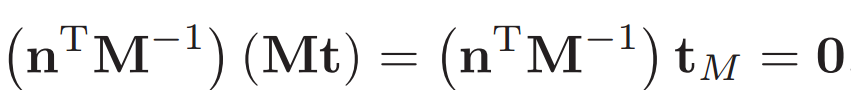 (nᵀM⁻¹) (Mt) = (nᵀM⁻¹) t_M = 0